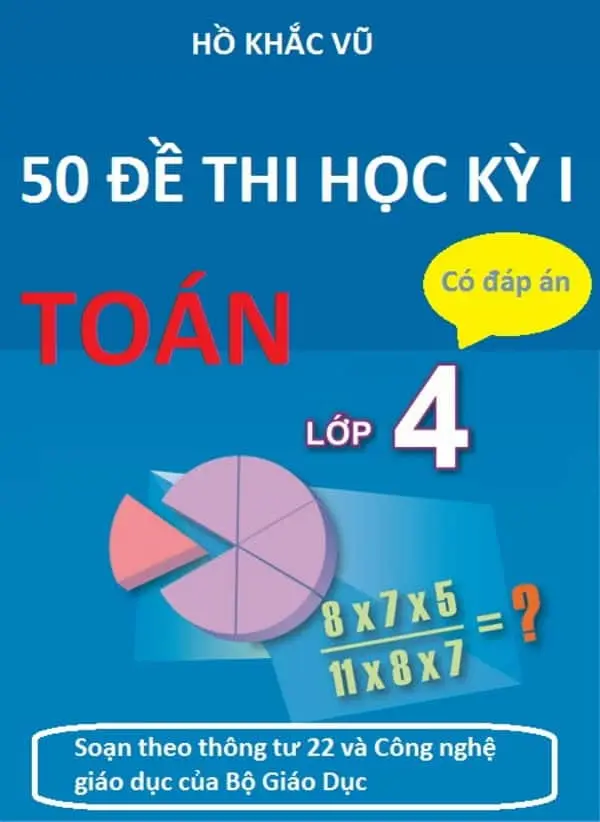 HỒ KHẮC VŨ
50 ĐỀ THI HỌC KỲ I
Có đáp án
TOÁN
LỚP 4
8 x 7 x 5
11 x 8 x 7
= ?
Soạn theo thông tư 22 và Công nghệ
giáo dục của Bộ Giáo Dục